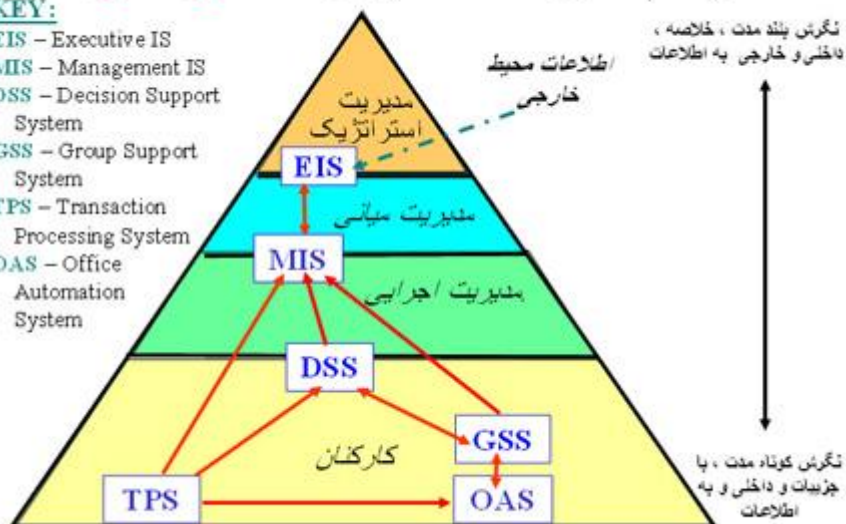 KEY:
EIS – Executive IS
MIS – Management IS
DSS – Decision Support
System
GSS – Group Support
System
TPS – Transaction
Processing System
OAS – Office
Automation
System
نگرش بلند مدت ، خلاصه ،
داخلی و خارجی به اطلاعات
اطلاعات محیط
خارجی
مدیریت
استراتژیک
EIS
مدیریت میانی
MIS
مدیریت اجرایی
DSS
GSS
کارکنان
TPS
OAS
نگرش کوتاه مدت ، با
جزییات و داخلی و به
اطلاعات